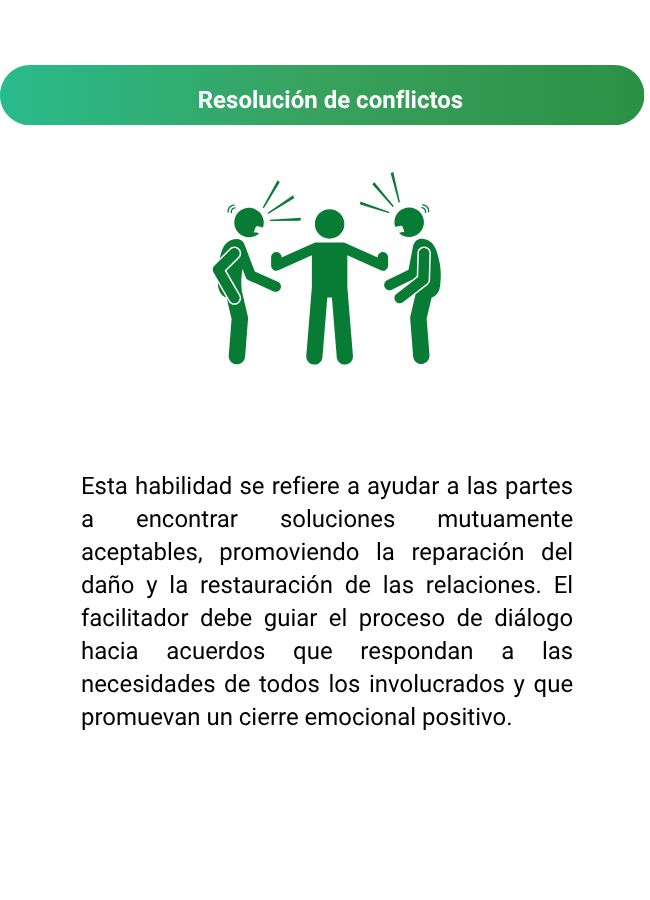 Resolución de conflictos
Esta habilidad se refiere a ayudar a las partes
a encontrar soluciones mutuamente
aceptables, promoviendo la reparación del
daño y la restauración de las relaciones. El
facilitador debe guiar el proceso de diálogo
hacia acuerdos que respondan a las
necesidades de todos los involucrados y que
promuevan un cierre emocional positivo.